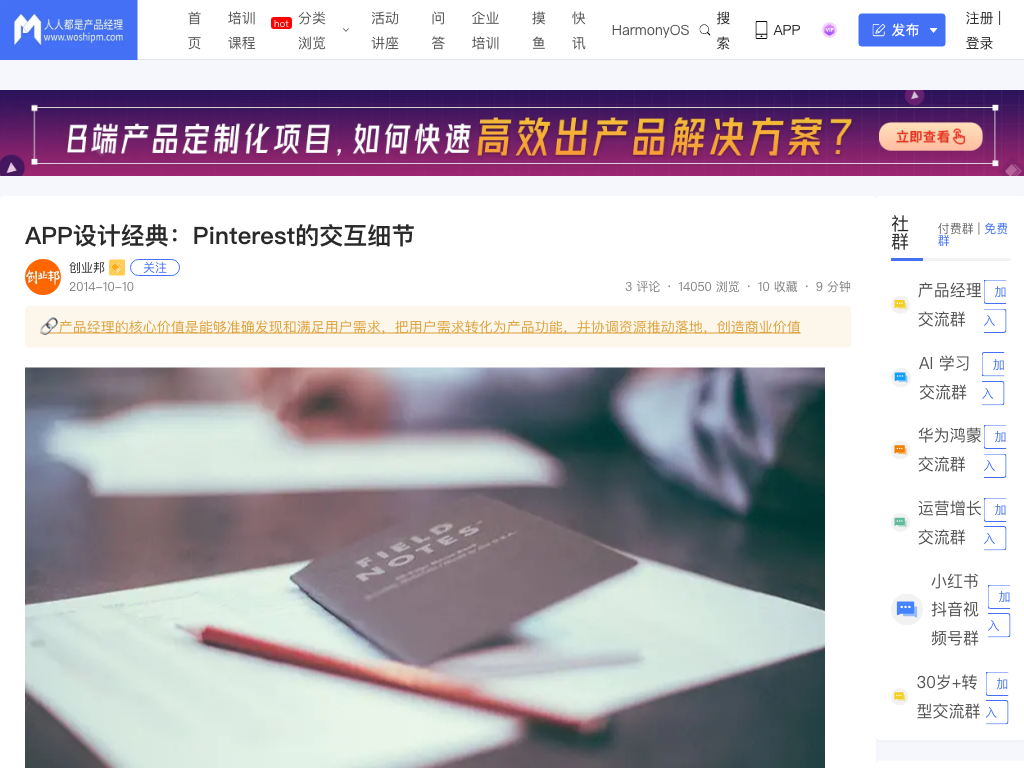 人人都是产品经理
www.woshipm.com
首页
培训课程
hot
分类浏览
活动讲座
问答
企业培训
摸鱼
快讯
HarmonyOS
搜索
APP
发布
注册 |
登录
B端产品定制化项目,如何快速高效出产品解决方案?
立即查看
APP设计经典：Pinterest的交互细节
创业邦
创业邦
关注
2014-10-10
3 评论 · 14050 浏览 · 10 收藏 · 9 分钟
🔗产品经理的核心价值是能够准确发现和满足用户需求，把用户需求转化为产品功能，并协调资源推动落地，创造商业价值
FIELD
NOTES
社群
付费群 | 免费群
产品经理交流群
加入
AI 学习交流群
加入
华为鸿蒙交流群
加入
运营增长交流群
加入
小红书抖音视频号群
加入
30岁+转型交流群
加入